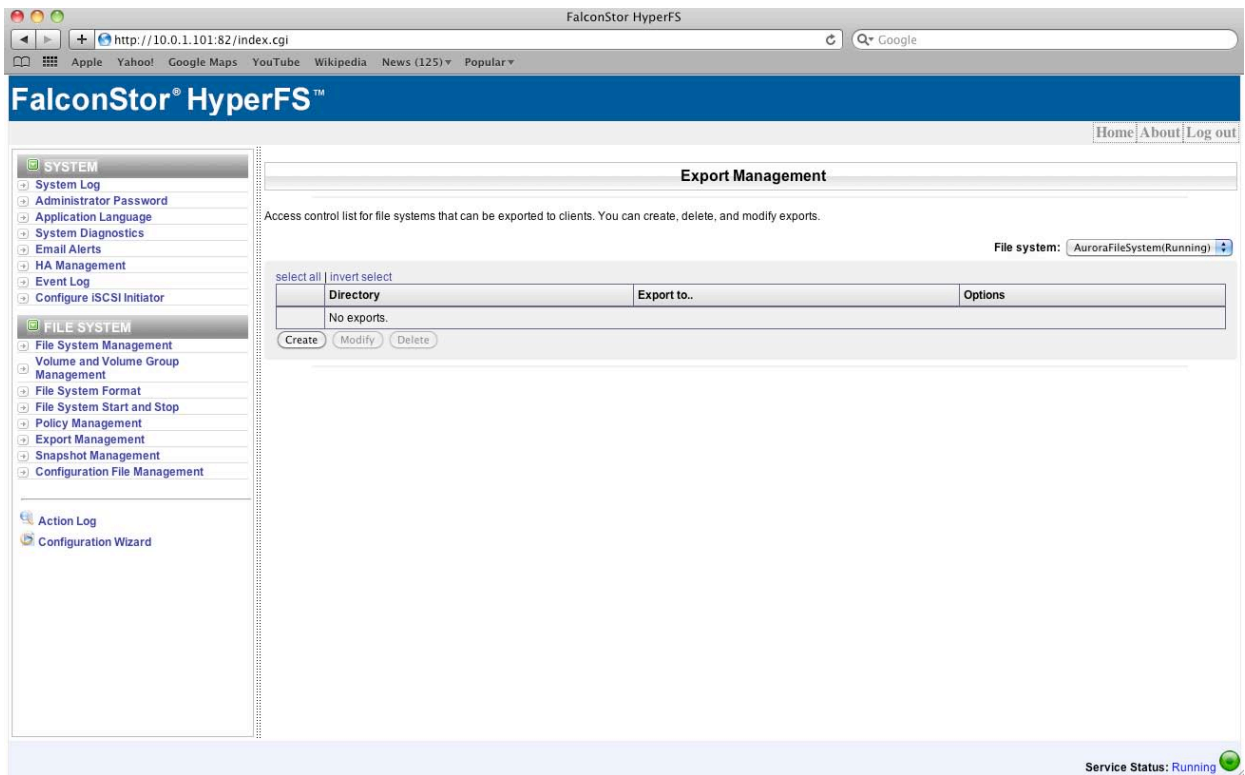 FalconStor HyperFS
http://10.0.1.101:82/index.cgi
Google
Apple Yahoo! Google Maps YouTube Wikipedia News (125) Popular
FalconStor® HyperFS™
Home About Log out
SYSTEM
System Log
Administrator Password
Application Language
System Diagnostics
Email Alerts
HA Management
Event Log
Configure iSCSI Initiator
FILE SYSTEM
File System Management
Volume and Volume Group
Management
File System Format
File System Start and Stop
Policy Management
Export Management
Snapshot Management
Configuration File Management
Action Log
Configuration Wizard
Export Management
Access control list for file systems that can be exported to clients. You can create, delete, and modify exports.
File system: AuroraFileSystem(Running)
select all | invert select
Directory Export to.. Options
No exports.
Create Modify Delete
Service Status: Running